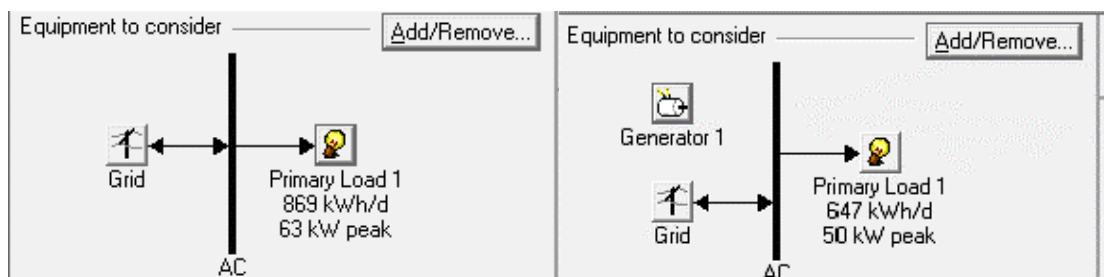 Equipment to consider
Add/Remove...
Grid
Primary Load 1
869 kWh/d
63 kW peak
AC
Equipment to consider
Add/Remove...
Generator 1
Primary Load 1
647 kWh/d
50 kW peak
Grid
AC